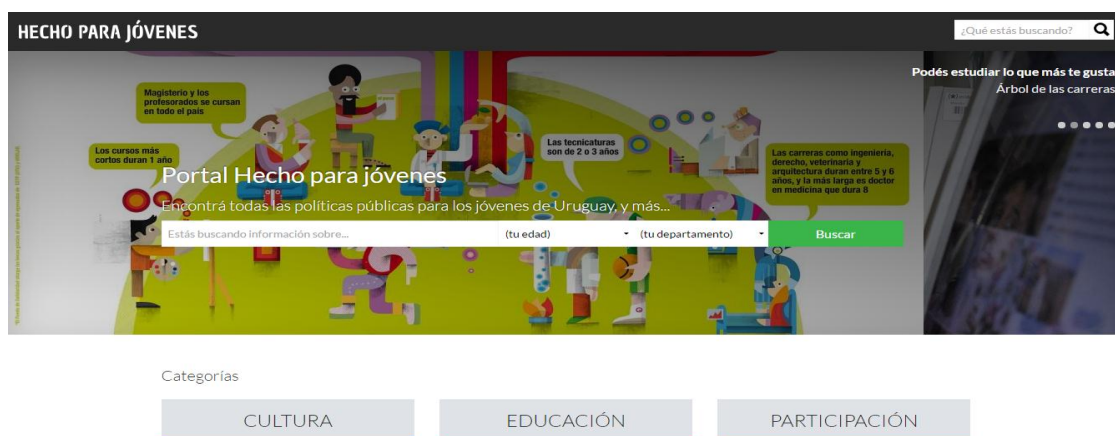 HECHO PARA JÓVENES
¿Qué estás buscando?
Podés estudiar lo que más te gusta
Árbol de las carreras
Magisterio y los
profesorados se cursan
en todo el país
Los cursos más
cortos duran 1 año
Las tecnicaturas
son de 2 o 3 años
Las carreras como ingeniería,
derecho, veterinaria y
arquitectura duran entre 5 y 6
años, y la más larga es doctor
en medicina que dura 8
Portal Hecho para jóvenes
Encontrá todas las políticas públicas para los jóvenes de Uruguay, y más...
Estás buscando información sobre...
(tu edad)
(tu departamento)
Buscar
Categorías
CULTURA
EDUCACIÓN
PARTICIPACIÓN